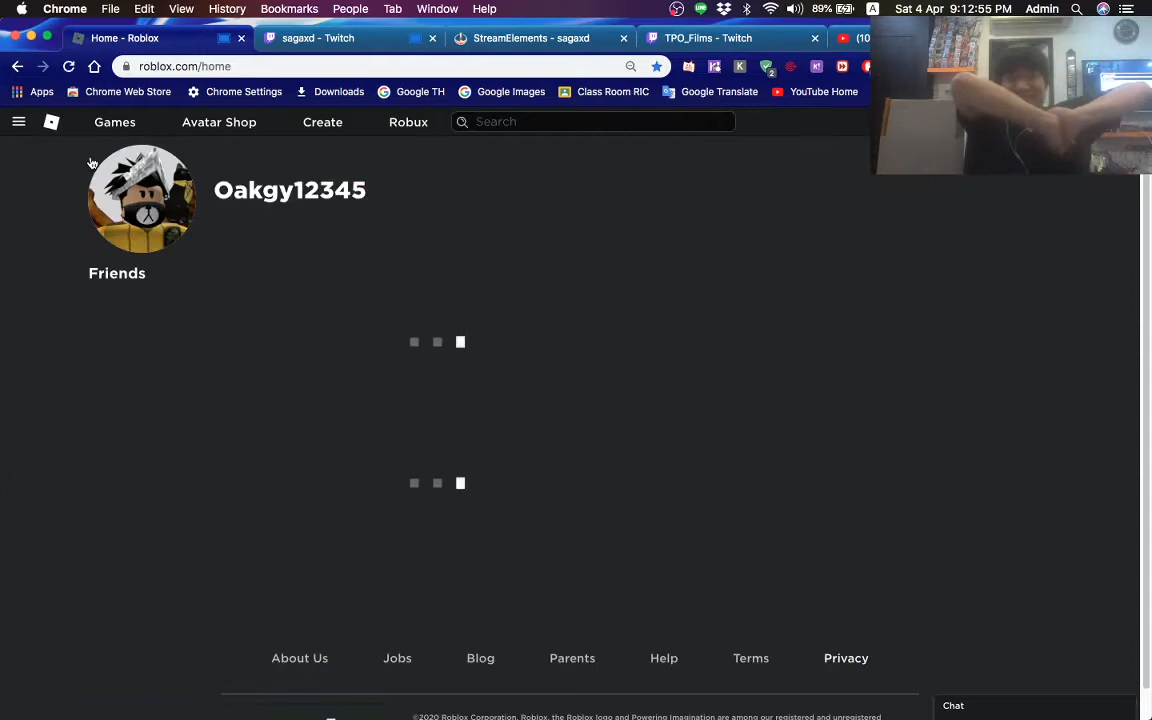 Chrome File Edit View History Bookmarks People Tab Window Help 89% A Sat 4 Apr 9:12:55 PM Admin
Home - Roblox sagaxd - Twitch StreamElements - sagaxd TPO_Films - Twitch (10
roblox.com/home K 2
Apps Chrome Web Store Chrome Settings Downloads Google TH Google Images Class Room RIC Google Translate YouTube Home
Games Avatar Shop Create Robux Search
Oakgy12345
Friends
About Us Jobs Blog Parents Help Terms Privacy
Chat
©2020 Roblox Corporation. Roblox, the Roblox logo and Powering Imagination are among our registered and unregistered